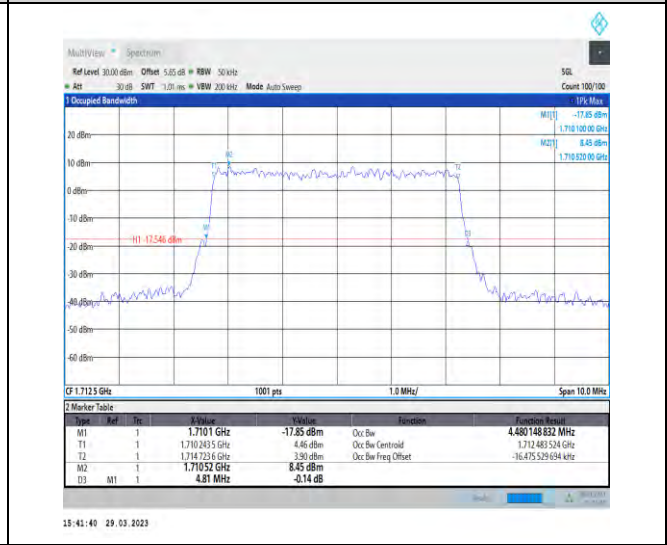 MultiView Spectrum
Ref Level 30.00 dBm Offset 5.85 dB RBW 50 kHz SGL
Att 30 dB SWT 1.01 ms VBW 200 kHz Mode Auto Sweep Count 100/100
1 Occupied Bandwidth 1Pk Max
M1[1] -17.85 dBm
1.710 100 00 GHz
M2[1] 8.45 dBm
1.710 520 00 GHz
20 dBm
10 dBm
0 dBm
-10 dBm
-20 dBm
-30 dBm
-40 dBm
-50 dBm
-60 dBm
M2
T1
T2
M1
D3
H1 -17.546 dBm
CF 1.712 5 GHz 1001 pts 1.0 MHz/ Span 10.0 MHz
2 Marker Table
Type Ref Trc X-Value Y-Value Function Function Result
M1 1 1.7101 GHz -17.85 dBm Occ Bw 4.480 148 832 MHz
T1 1 1.710 243 5 GHz 4.46 dBm Occ Bw Centroid 1.712 483 524 GHz
T2 1 1.714 723 6 GHz 3.90 dBm Occ Bw Freq Offset -16.475 529 694 kHz
M2 1 1.71052 GHz 8.45 dBm
D3 M1 1 4.81 MHz -0.14 dB
15:41:40 29.03.2023